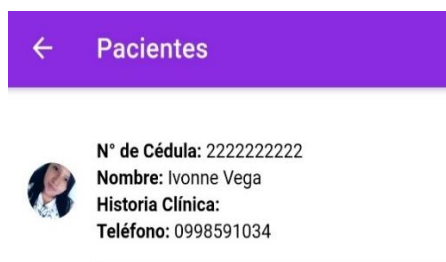 Pacientes
N° de Cédula: 2222222222
Nombre: Ivonne Vega
Historia Clínica:
Teléfono: 0998591034